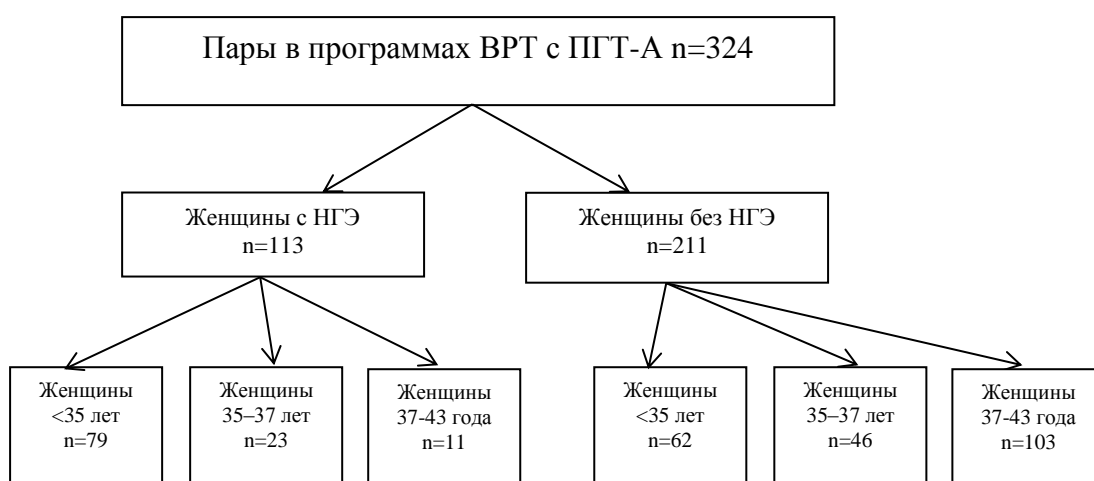 Пары в программах ВРТ с ПГТ-А n=324
Женщины с НГЭ
n=113
Женщины без НГЭ
n=211
Женщины
<35 лет
n=79
Женщины
35–37 лет
n=23
Женщины
37-43 года
n=11
Женщины
<35 лет
n=62
Женщины
35–37 лет
n=46
Женщины
37-43 года
n=103